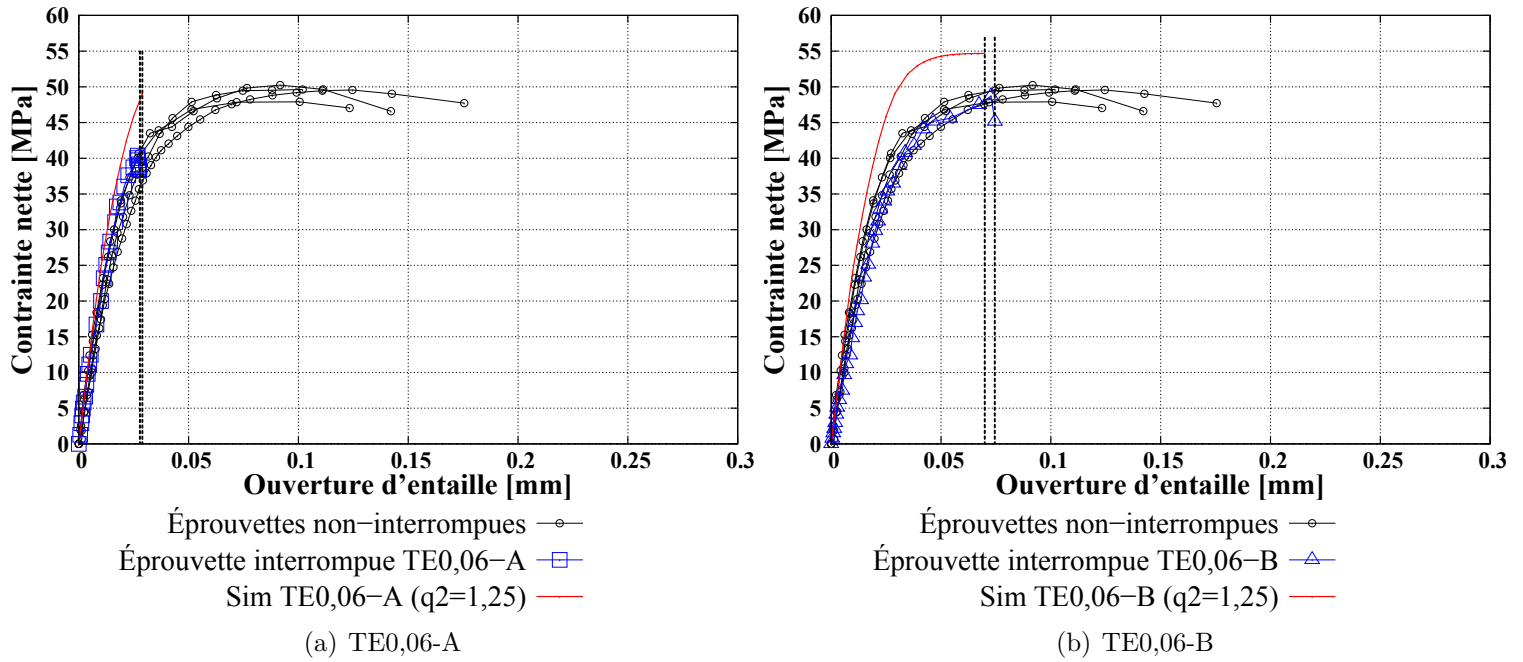 60
55
50
45
40
35
30
25
20
15
10
5
0
Contrainte nette [MPa]
0 0.05 0.1 0.15 0.2 0.25 0.3
Ouverture d'entaille [mm]
Éprouvettes non−interrompues
Éprouvette interrompue TE0,06−A
Sim TE0,06−A (q2=1,25)
(a) TE0,06-A
60
55
50
45
40
35
30
25
20
15
10
5
0
Contrainte nette [MPa]
0 0.05 0.1 0.15 0.2 0.25 0.3
Ouverture d'entaille [mm]
Éprouvettes non−interrompues
Éprouvette interrompue TE0,06−B
Sim TE0,06−B (q2=1,25)
(b) TE0,06-B